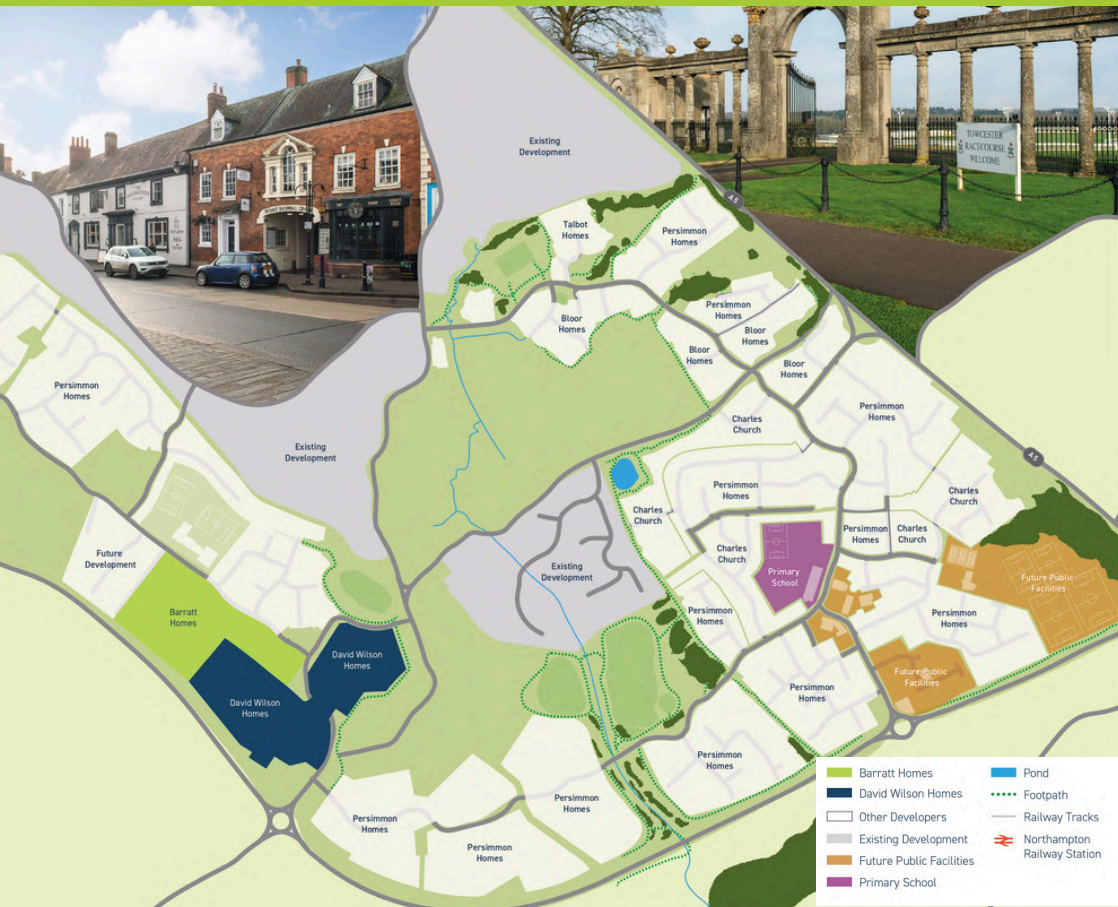 TOWCESTER
RACECOURSE
WELCOME
A5
Existing
Development
Talbot
Homes
Persimmon
Homes
Bloor
Homes
Persimmon
Homes
Bloor
Homes
Bloor
Homes
Bloor
Homes
Persimmon
Homes
Persimmon
Homes
Charles
Church
Existing
Development
A5
Persimmon
Homes
Charles
Church
Charles
Church
Persimmon
Homes
Charles
Church
Charles
Church
Future
Development
Existing
Development
Primary
School
Future Public
Facilities
Barratt
Homes
Persimmon
Homes
Persimmon
Homes
David Wilson
Homes
Future Public
Facilities
Persimmon
Homes
David Wilson
Homes
Persimmon
Homes
Persimmon
Homes
Persimmon
Homes
Persimmon
Homes
Barratt Homes
David Wilson Homes
Other Developers
Existing Development
Future Public Facilities
Primary School
Pond
Footpath
Railway Tracks
Northampton
Railway Station